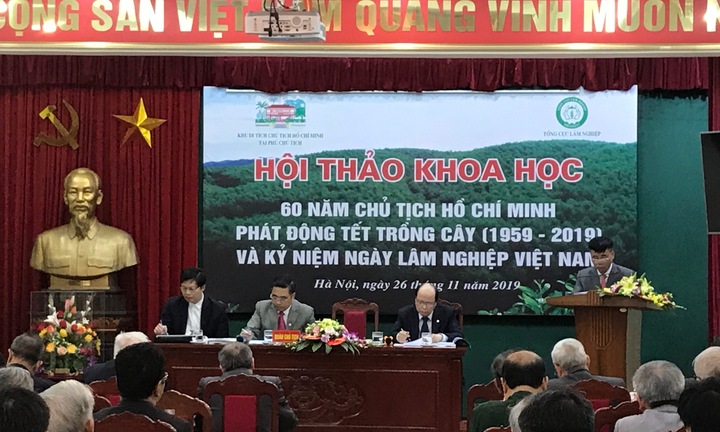 CỘNG SẢN VIỆT NAM QUANG VINH MUÔN N
KHU DI TÍCH CHỦ TỊCH HỒ CHÍ MINH
TẠI PHỦ CHỦ TỊCH
TỔNG CỤC LÂM NGHIỆP
HỘI THẢO KHOA HỌC
60 NĂM CHỦ TỊCH HỒ CHÍ MINH
PHÁT ĐỘNG TẾT TRỒNG CÂY (1959 - 2019)
VÀ KỶ NIỆM NGÀY LÂM NGHIỆP VIỆT NAM
Hà Nội, ngày 26 tháng 11 năm 2019
ĐOÀN CHỦ TỊCH